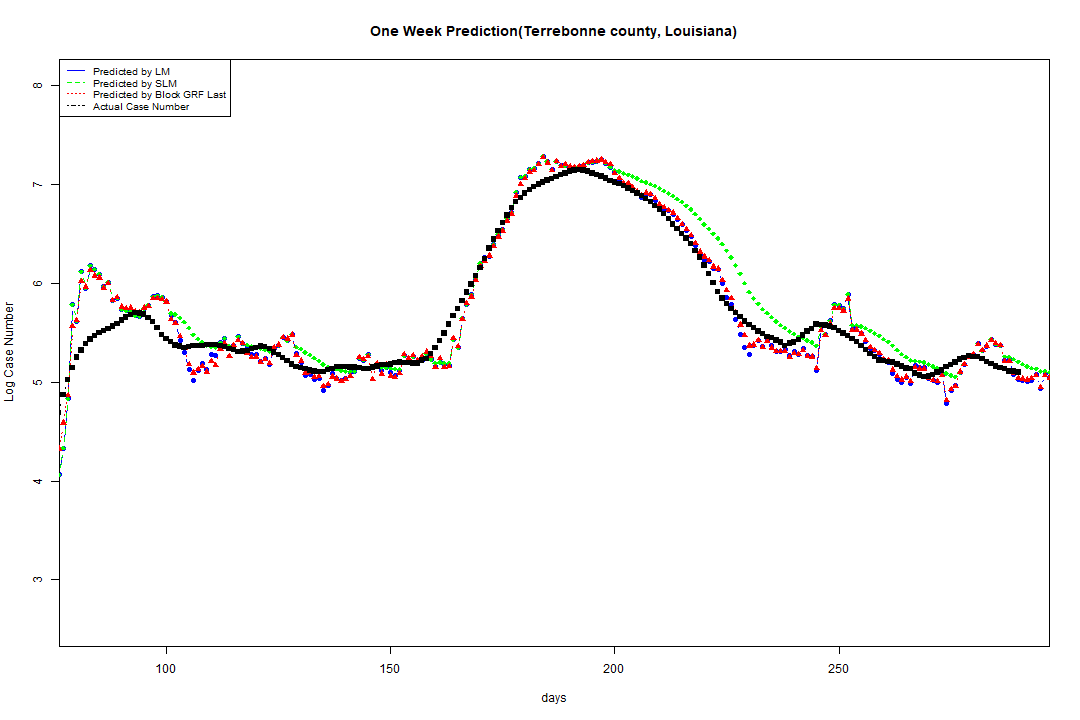 One Week Prediction(Terrebonne county, Louisiana)
Predicted by LM
Predicted by SLM
Predicted by Block GRF Last
Actual Case Number
8
7
6
5
4
3
Log Case Number
100 150 200 250
days